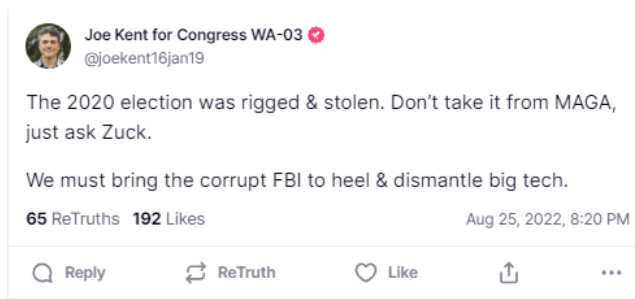 Joe Kent for Congress WA-03
@joekent16jan19
The 2020 election was rigged & stolen. Don't take it from MAGA,
just ask Zuck.
We must bring the corrupt FBI to heel & dismantle big tech.
65 ReTruths 192 Likes Aug 25, 2022, 8:20 PM
Reply ReTruth Like